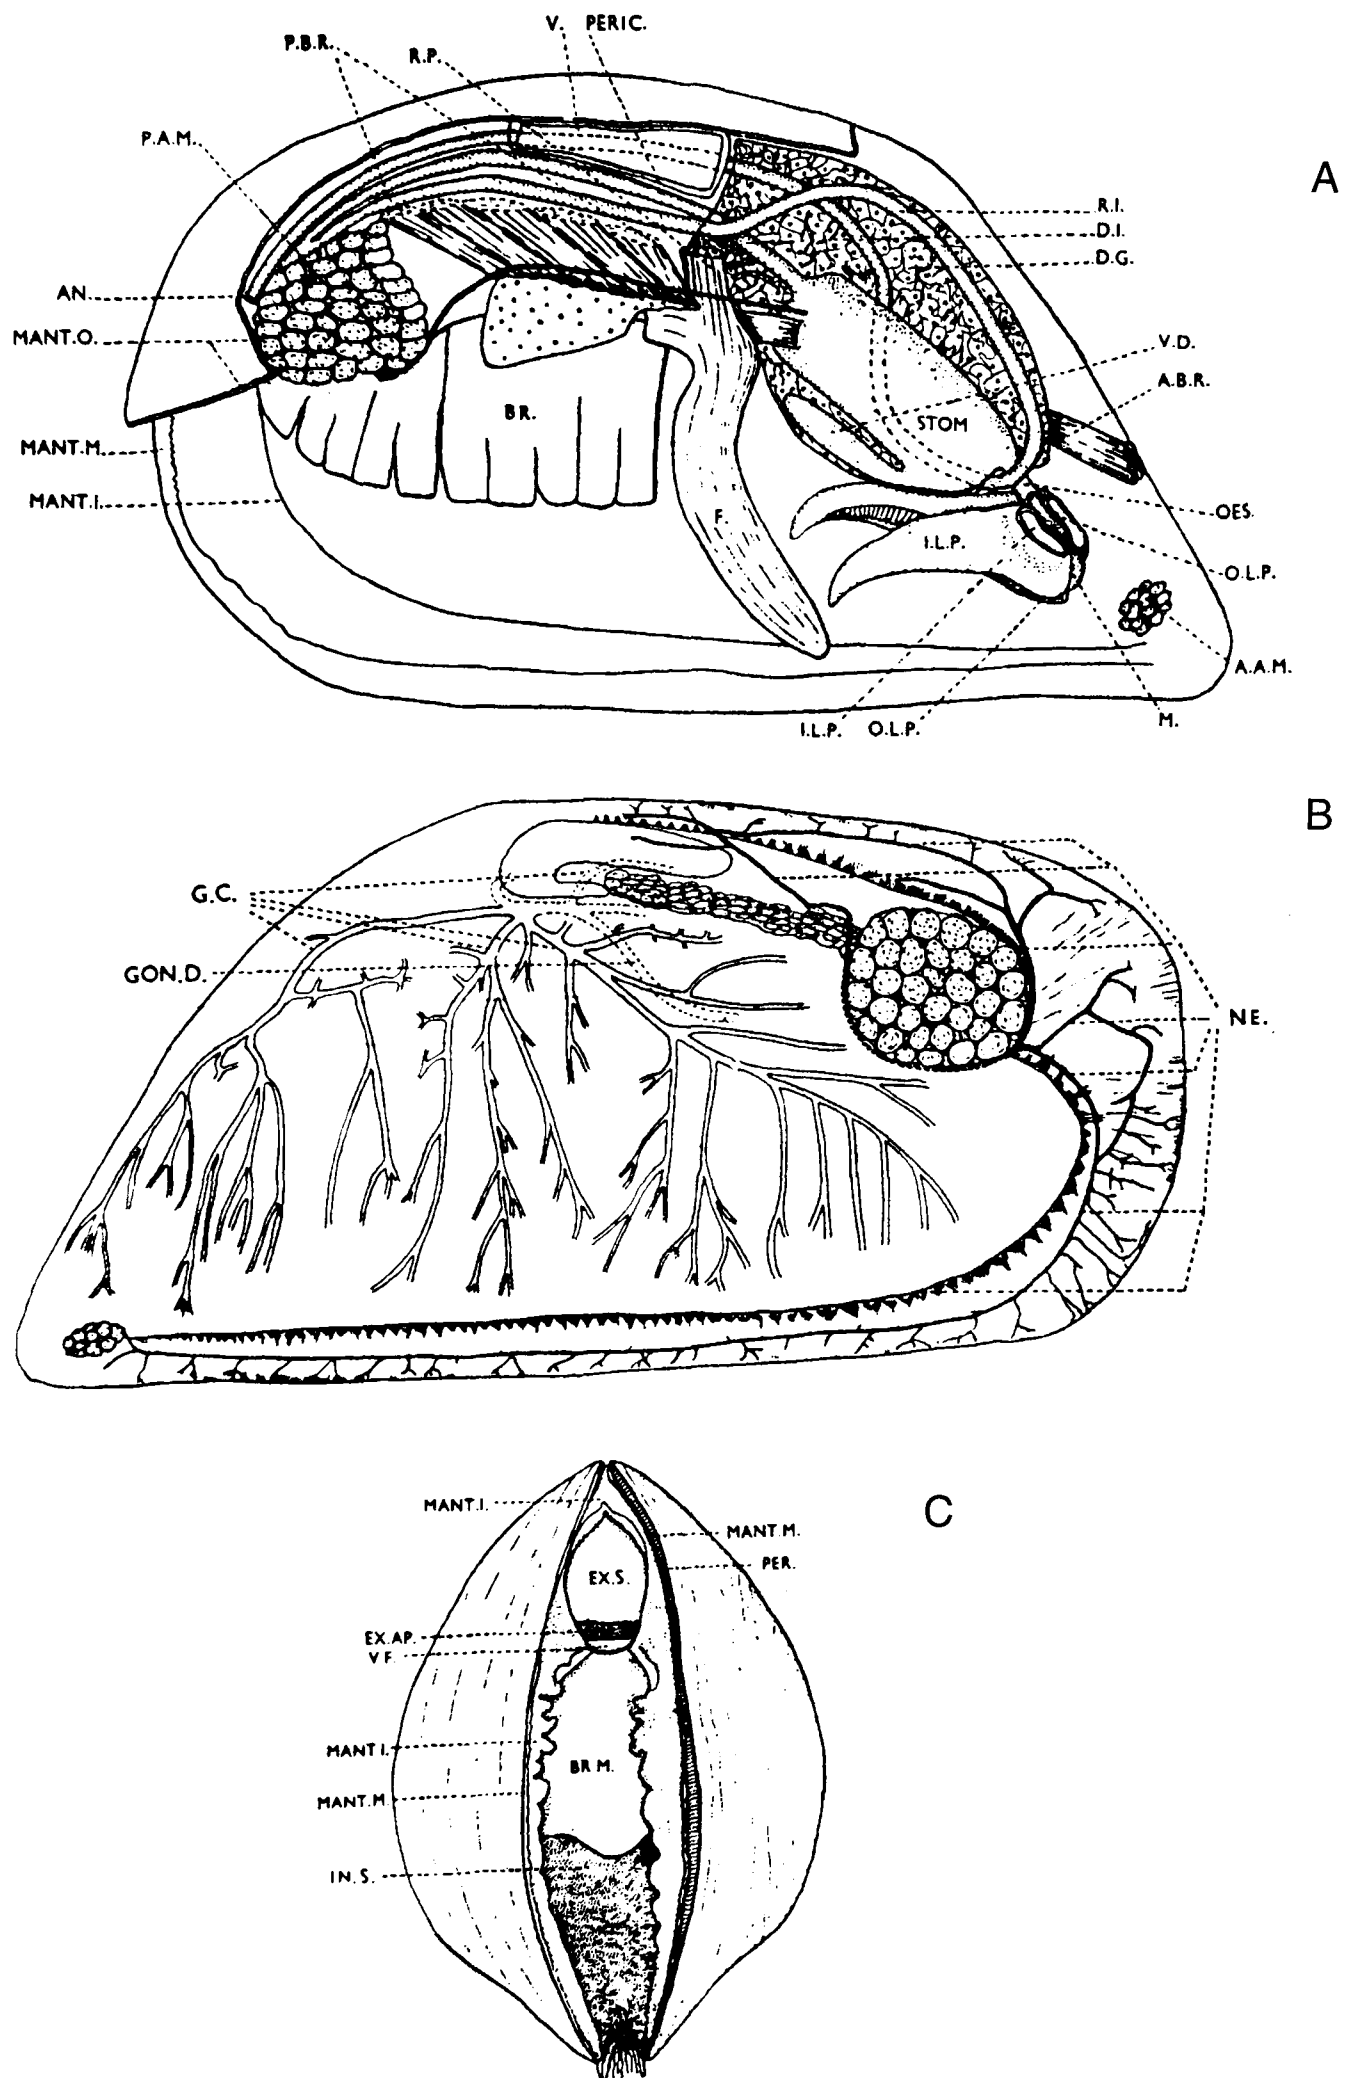 V. PERIC.
P.B.R.
R.P.
P.A.M.
A
R.I.
D.I.
D.G.
AN.
MANT.O.
V.D.
A.B.R.
BR.
STOM
MANT.M.
MANT.I.
OES.
F.
I.L.P.
O.L.P.
A.A.M.
I.L.P. O.L.P. M.
B
G.C.
GON.D.
NE.
C
MANT.I.
MANT.M.
PER.
EX.S.
EX.AP.
V.F.
MANT I.
BR M.
MANT.M.
IN.S.